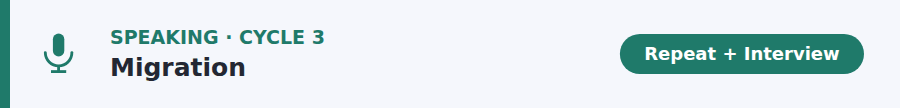 SPEAKING · CYCLE 3
Migration
Repeat + Interview